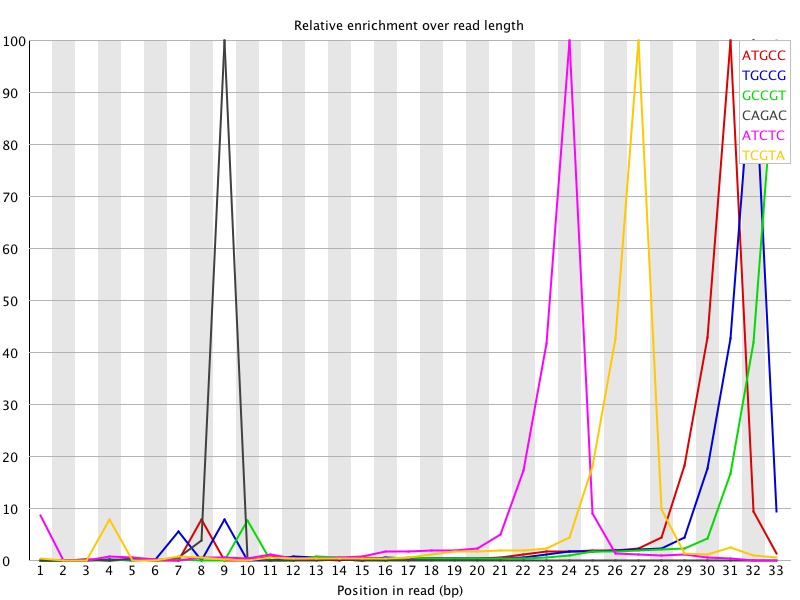 Relative enrichment over read length
100
90
80
70
60
50
40
30
20
10
0
ATGCC
TGCCG
GCCGT
CAGAC
ATCTC
TCGTA
1 2 3 4 5 6 7 8 9 10 11 12 13 14 15 16 17 18 19 20 21 22 23 24 25 26 27 28 29 30 31 32 33
Position in read (bp)